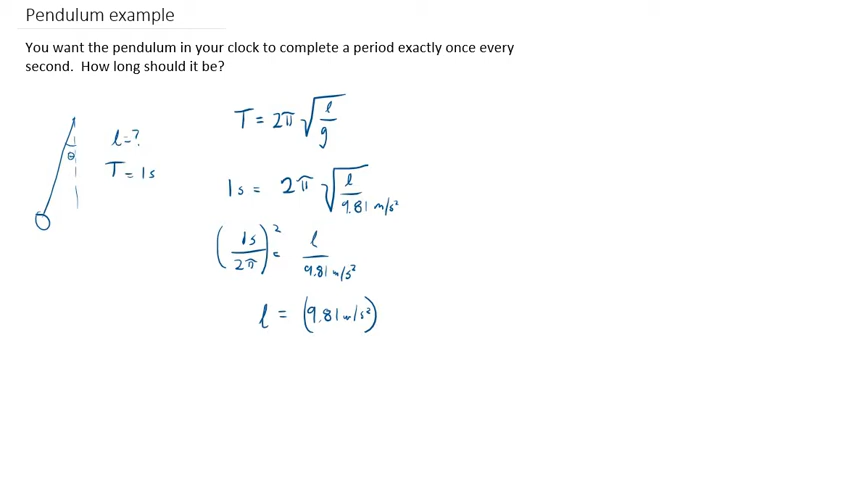 Pendulum example
You want the pendulum in your clock to complete a period exactly once every
second. How long should it be?
T = 2π √(l/g)
l = ?
θ
T = 1s
1s = 2π √(l/9.81 m/s²)
(1s/2π)² = l/9.81 m/s²
l = (9.81 m/s²)